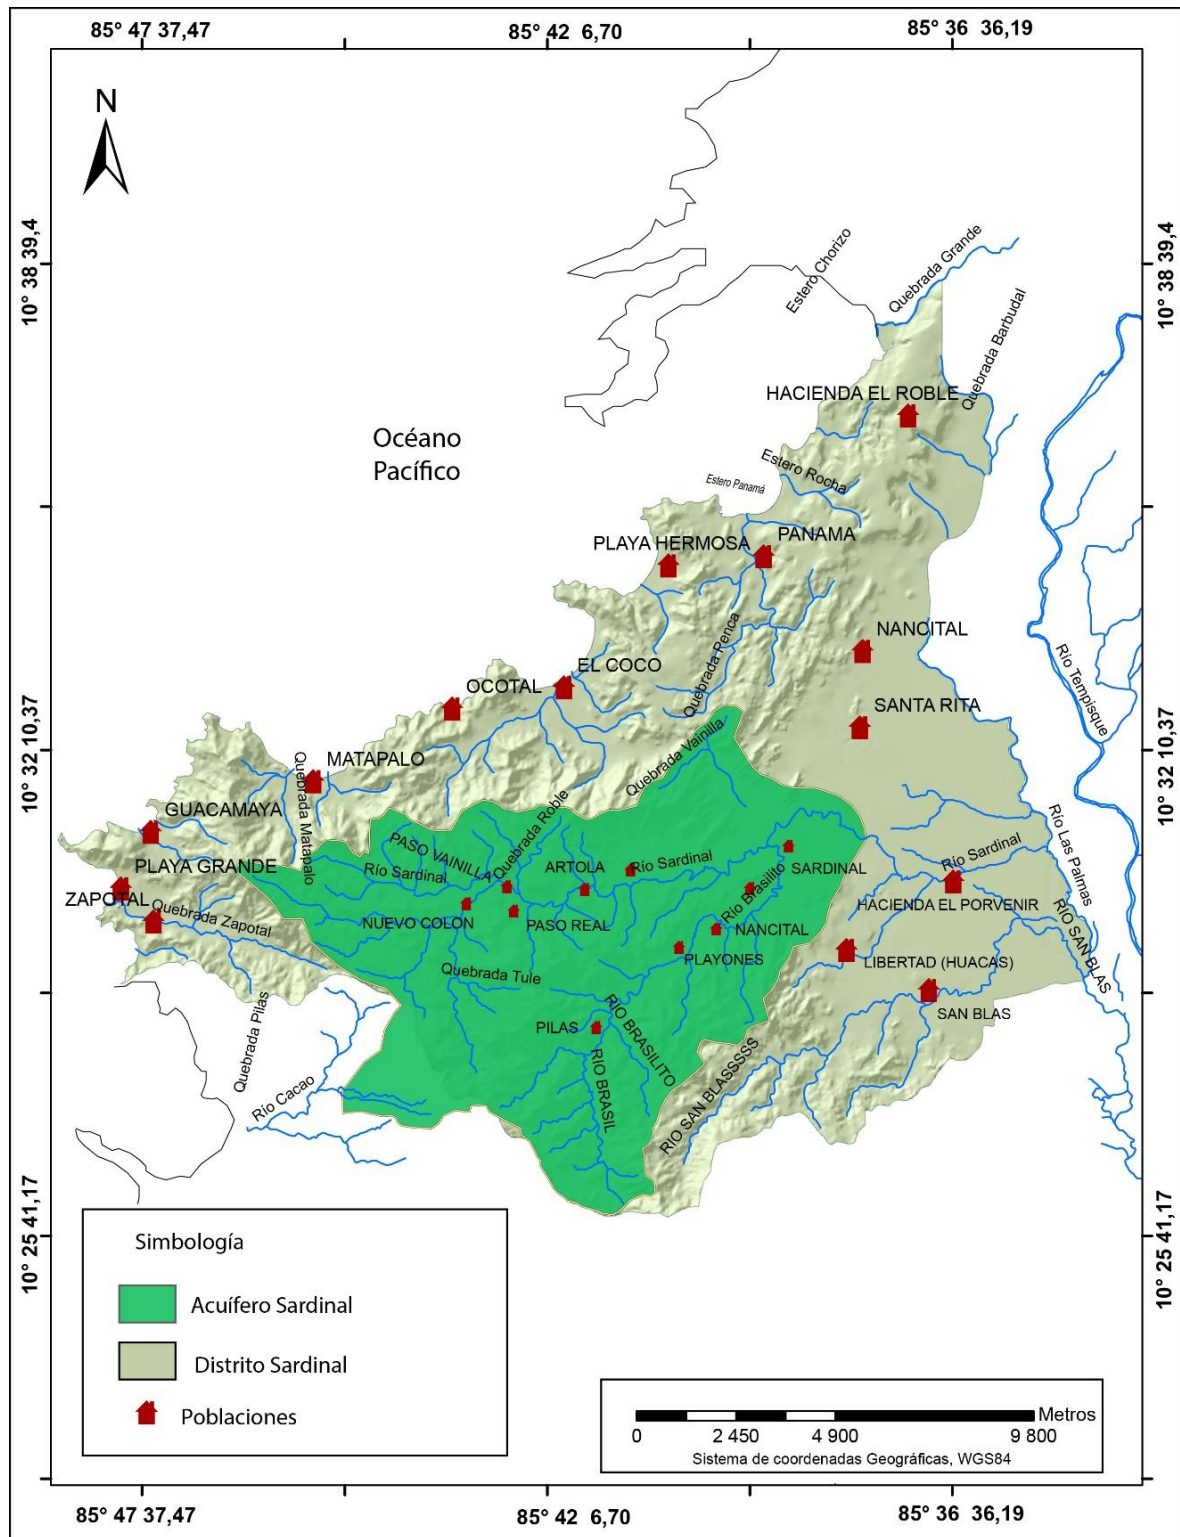 85° 47 37,47
85° 42 6,70
85° 36 36,19
N
10° 38 39,4
10° 38 39,4
Estero Chorizo
Quebrada Grande
Quebrada Barbudal
HACIENDA EL ROBLE
Océano
Pacífico
Estero Rocha
Estero Panamá
PANAMA
PLAYA HERMOSA
NANCITAL
Quebrada Penca
Río Tempisque
EL COCO
OCOTAL
SANTA RITA
10° 32 10,37
10° 32 10,37
Quebrada Vainilla
MATAPALO
Quebrada Matapalo
GUACAMAYA
Quebrada Roble
PASO VAINILLA
Río Las Palmas
PLAYA GRANDE
Río Sardinal
ARTOLA
Río Sardinal
SARDINAL
Río Sardinal
ZAPOTAL
Quebrada Zapotal
Río Brasilito
HACIENDA EL PORVENIR
NUEVO COLON
PASO REAL
NANCITAL
RIO SAN BLAS
PLAYONES
LIBERTAD (HUACAS)
Quebrada Tule
SAN BLAS
Quebrada Pilas
PILAS
RIO BRASILITO
RIO BRASIL
RIO SAN BLASSSSS
Río Cacao
10° 25 41,17
10° 25 41,17
Simbología
Acuífero Sardinal
Distrito Sardinal
Poblaciones
Metros
0 2 450 4 900 9 800
Sistema de coordenadas Geográficas, WGS84
85° 47 37,47
85° 42 6,70
85° 36 36,19